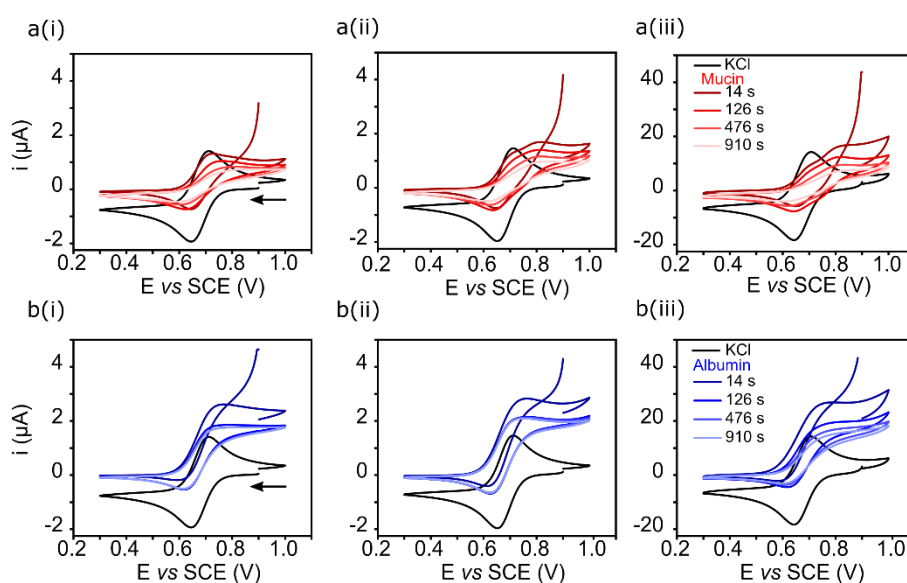 a(i) a(ii) a(iii)
4 4 40
2 2 20
0 0 0
-2 -2 -20
i (μA)
KCl
Mucin
14 s
126 s
476 s
910 s
0.2 0.4 0.6 0.8 1.0 0.2 0.4 0.6 0.8 1.0 0.2 0.4 0.6 0.8 1.0
E vs SCE (V) E vs SCE (V) E vs SCE (V)
b(i) b(ii) b(iii)
4 4 40
2 2 20
0 0 0
-2 -2 -20
i (μA)
KCl
Albumin
14 s
126 s
476 s
910 s
0.2 0.4 0.6 0.8 1.0 0.2 0.4 0.6 0.8 1.0 0.2 0.4 0.6 0.8 1.0
E vs SCE (V) E vs SCE (V) E vs SCE (V)